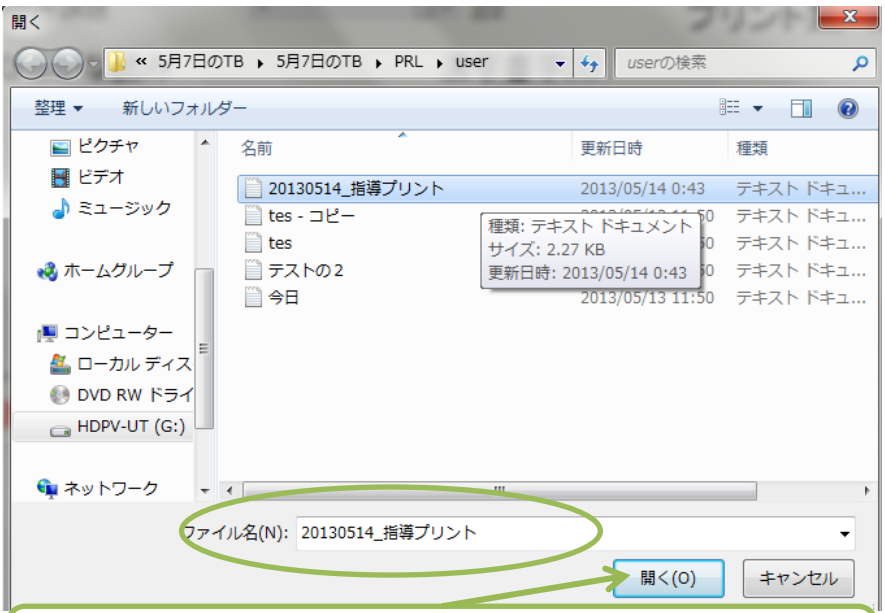 開く
« 5月7日のTB ▸ 5月7日のTB ▸ PRL ▸ user
userの検索
整理 新しいフォルダー
ピクチャ
ビデオ
ミュージック
ホームグループ
コンピューター
ローカル ディス
DVD RW ドライ
HDPV-UT (G:)
ネットワーク
名前 更新日時 種類
20130514_指導プリント 2013/05/14 0:43 テキスト ドキュ...
tes - コピー 50 テキスト ドキュ...
tes 50 テキスト ドキュ...
テストの2 50 テキスト ドキュ...
今日 2013/05/13 11:50 テキスト ドキュ...
種類: テキスト ドキュメント
サイズ: 2.27 KB
更新日時: 2013/05/14 0:43
ファイル名(N): 20130514_指導プリント
開く(O) キャンセル